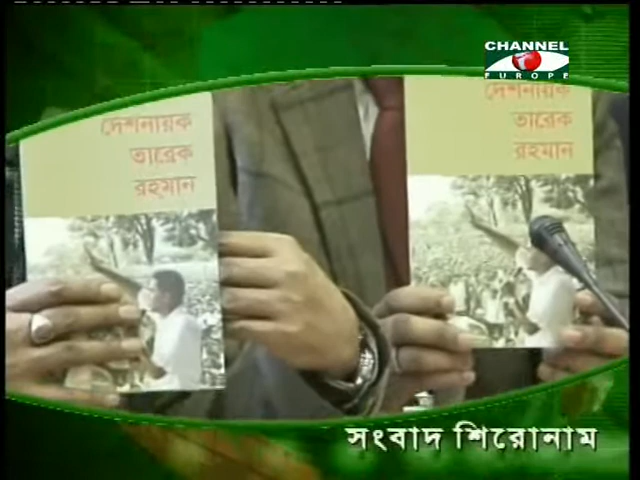 CHANNEL
EUROPE
দেশনায়ক
তারেক
রহমান
দেশনায়ক
তারেক
রহমান
সংবাদ শিরোনাম